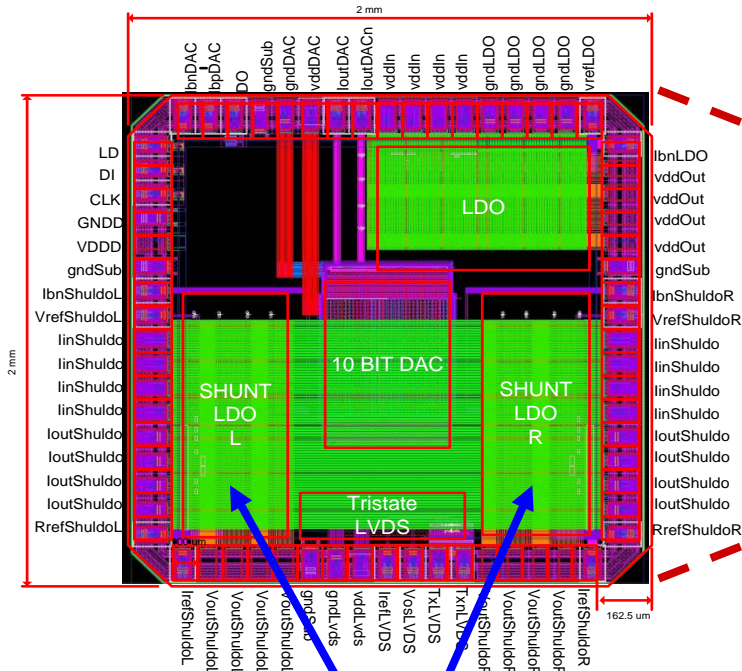 2 mm
IbnDAC
IbpDAC
DO
gndSub
gndDAC
vddDAC
IoutDAC
IoutDACn
vddIn
vddIn
vddIn
vddIn
gndLDO
gndLDO
gndLDO
gndLDO
vrefLDO
2 mm
LD
DI
CLK
GNDD
VDDD
gndSub
IbnShuldoL
VrefShuldoL
IinShuldo
IinShuldo
IinShuldo
IinShuldo
IoutShuldo
IoutShuldo
IoutShuldo
IoutShuldo
RrefShuldoL
LDO
10 BIT DAC
SHUNT
LDO
L
SHUNT
LDO
R
Tristate
LVDS
IbnLDO
vddOut
vddOut
vddOut
vddOut
gndSub
IbnShuldoR
VrefShuldoR
IinShuldo
IinShuldo
IinShuldo
IinShuldo
IoutShuldo
IoutShuldo
IoutShuldo
IoutShuldo
RrefShuldoR
IrefShuldoL
VoutShuldoL
VoutShuldoL
VoutShuldoL
VoutShuldoL
gndSub
gndLvds
vddLvds
IrefLVDS
VosLVDS
TxLVDS
TxnLVDS
VoutShuldoR
VoutShuldoR
VoutShuldoR
VoutShuldoR
IrefShuldoR
162.5 um